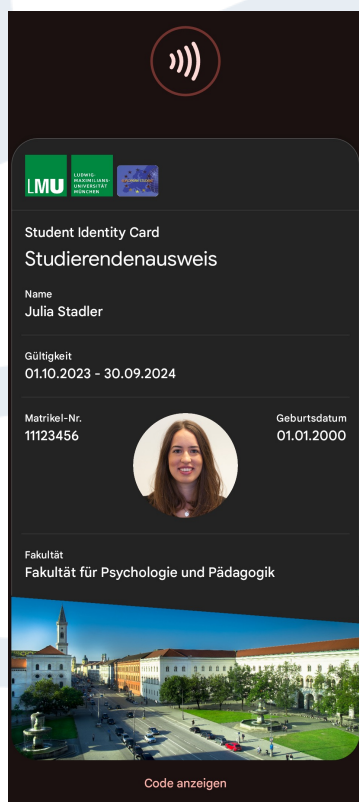 LMU
LUDWIG-
MAXIMILIANS-
UNIVERSITÄT
MÜNCHEN
Student Identity Card
Studierendenausweis
Name
Julia Stadler
Gültigkeit
01.10.2023 - 30.09.2024
Matrikel-Nr.
11123456
Geburtsdatum
01.01.2000
Fakultät
Fakultät für Psychologie und Pädagogik
Code anzeigen